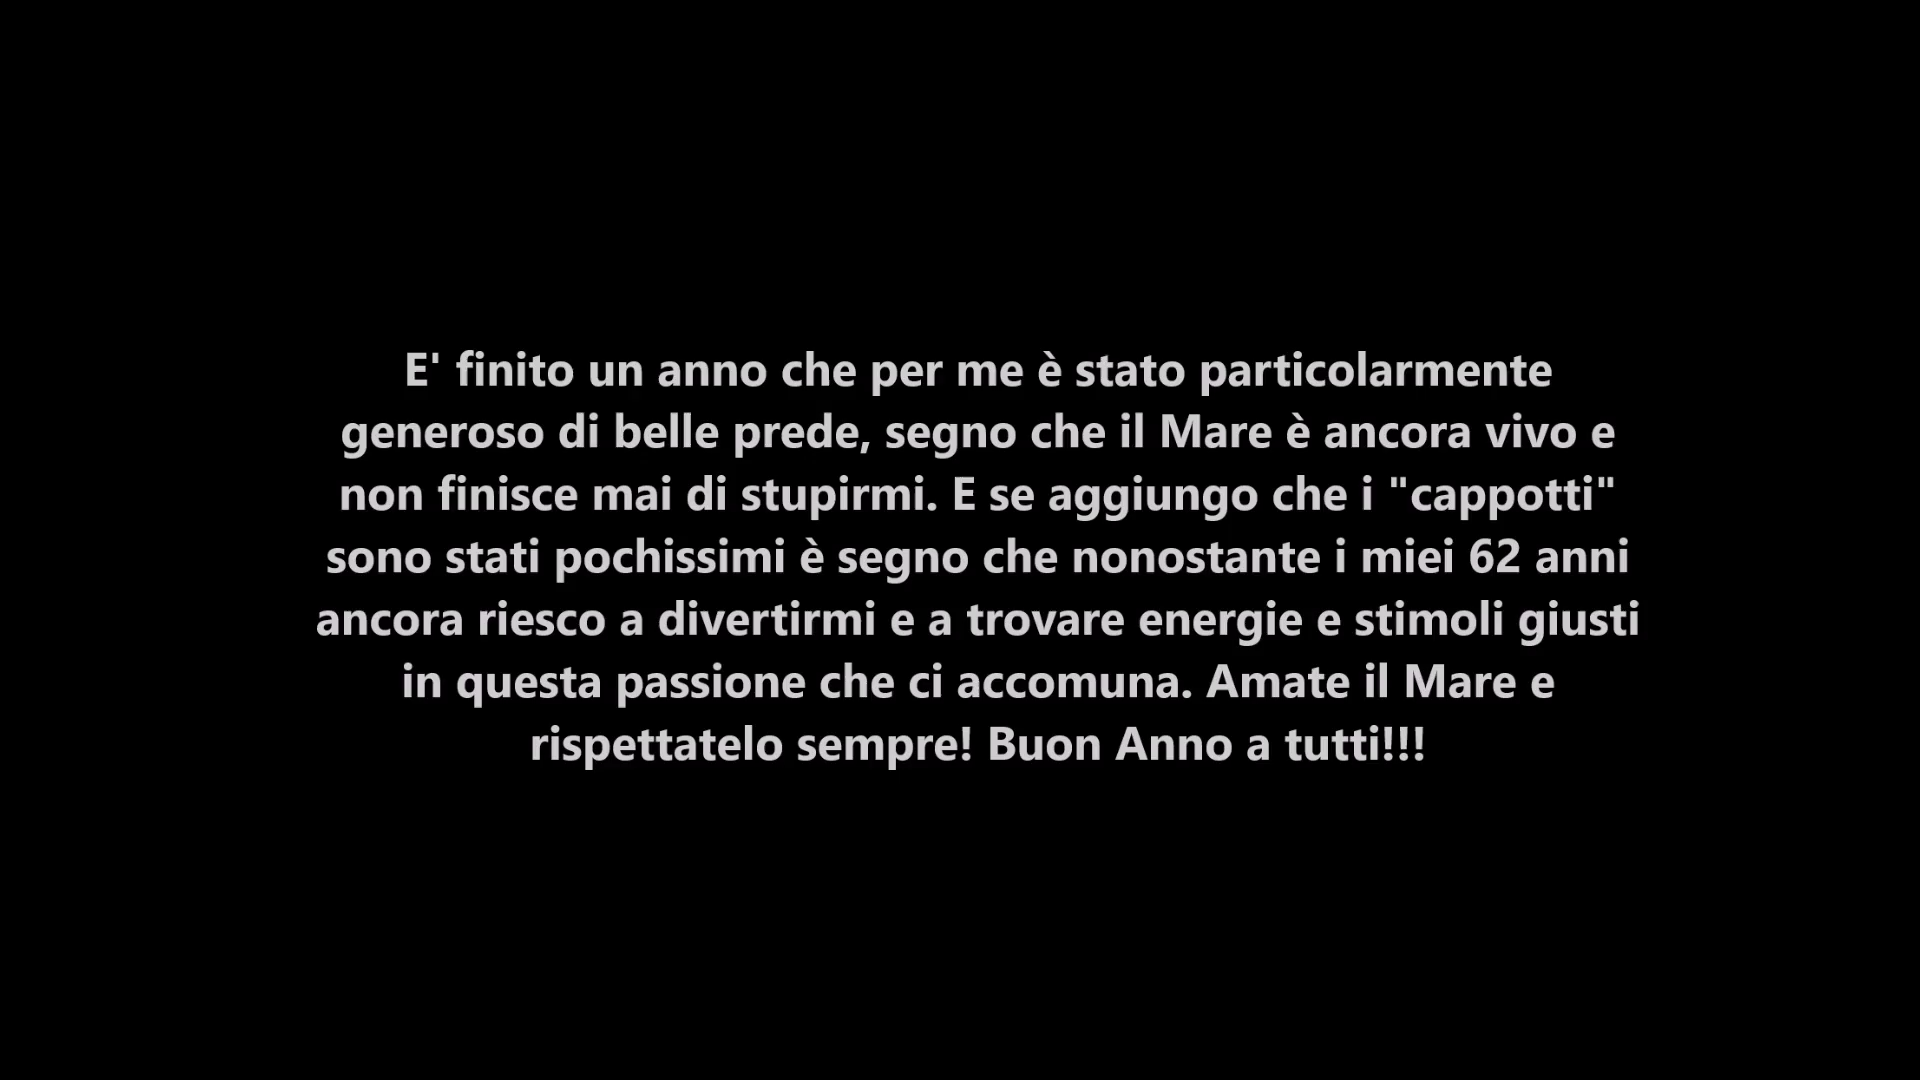 E' finito un anno che per me è stato particolarmente
generoso di belle prede, segno che il Mare è ancora vivo e
non finisce mai di stupirmi. E se aggiungo che i "cappotti"
sono stati pochissimi è segno che nonostante i miei 62 anni
ancora riesco a divertirmi e a trovare energie e stimoli giusti
in questa passione che ci accomuna. Amate il Mare e
rispettatelo sempre! Buon Anno a tutti!!!